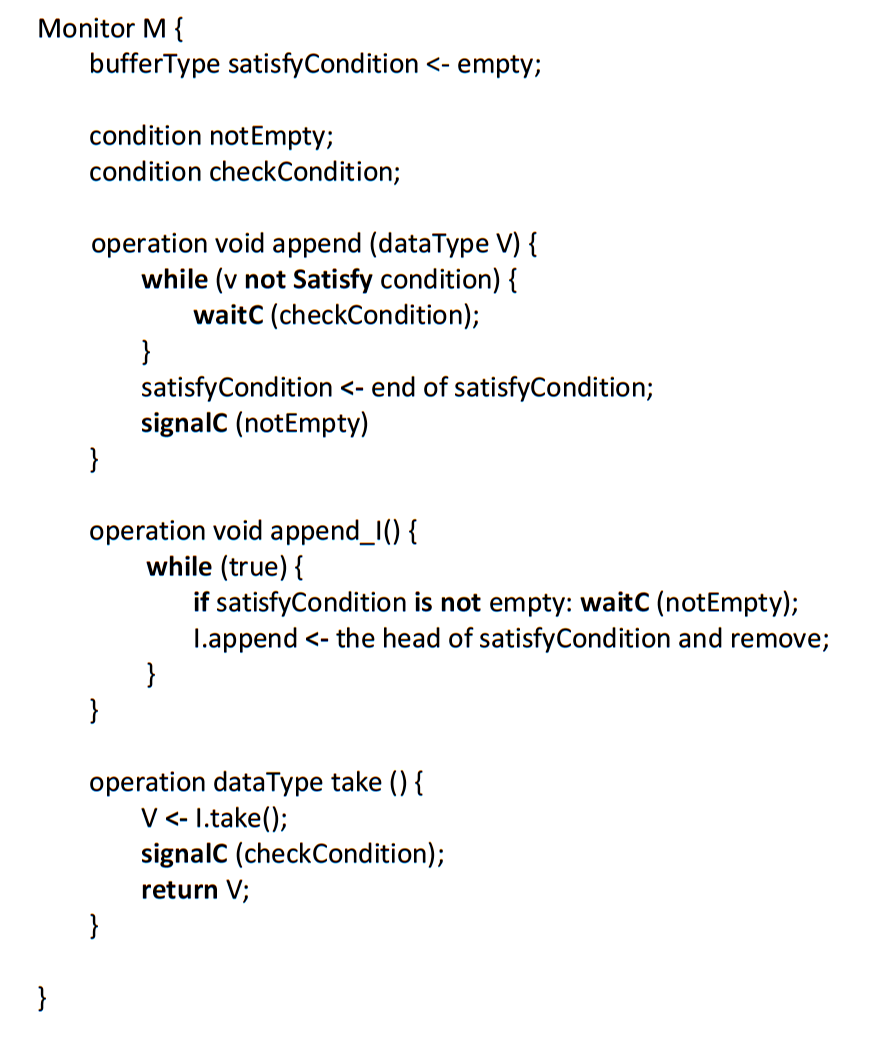 Monitor M {
bufferType satisfyCondition <- empty;
condition notEmpty;
condition checkCondition;
operation void append (dataType V) {
while (v not Satisfy condition) {
waitC (checkCondition);
}
satisfyCondition <- end of satisfyCondition;
signalC (notEmpty)
}
operation void append_I() {
while (true) {
if satisfyCondition is not empty: waitC (notEmpty);
I.append <- the head of satisfyCondition and remove;
}
}
operation dataType take () {
V <- I.take();
signalC (checkCondition);
return V;
}
}